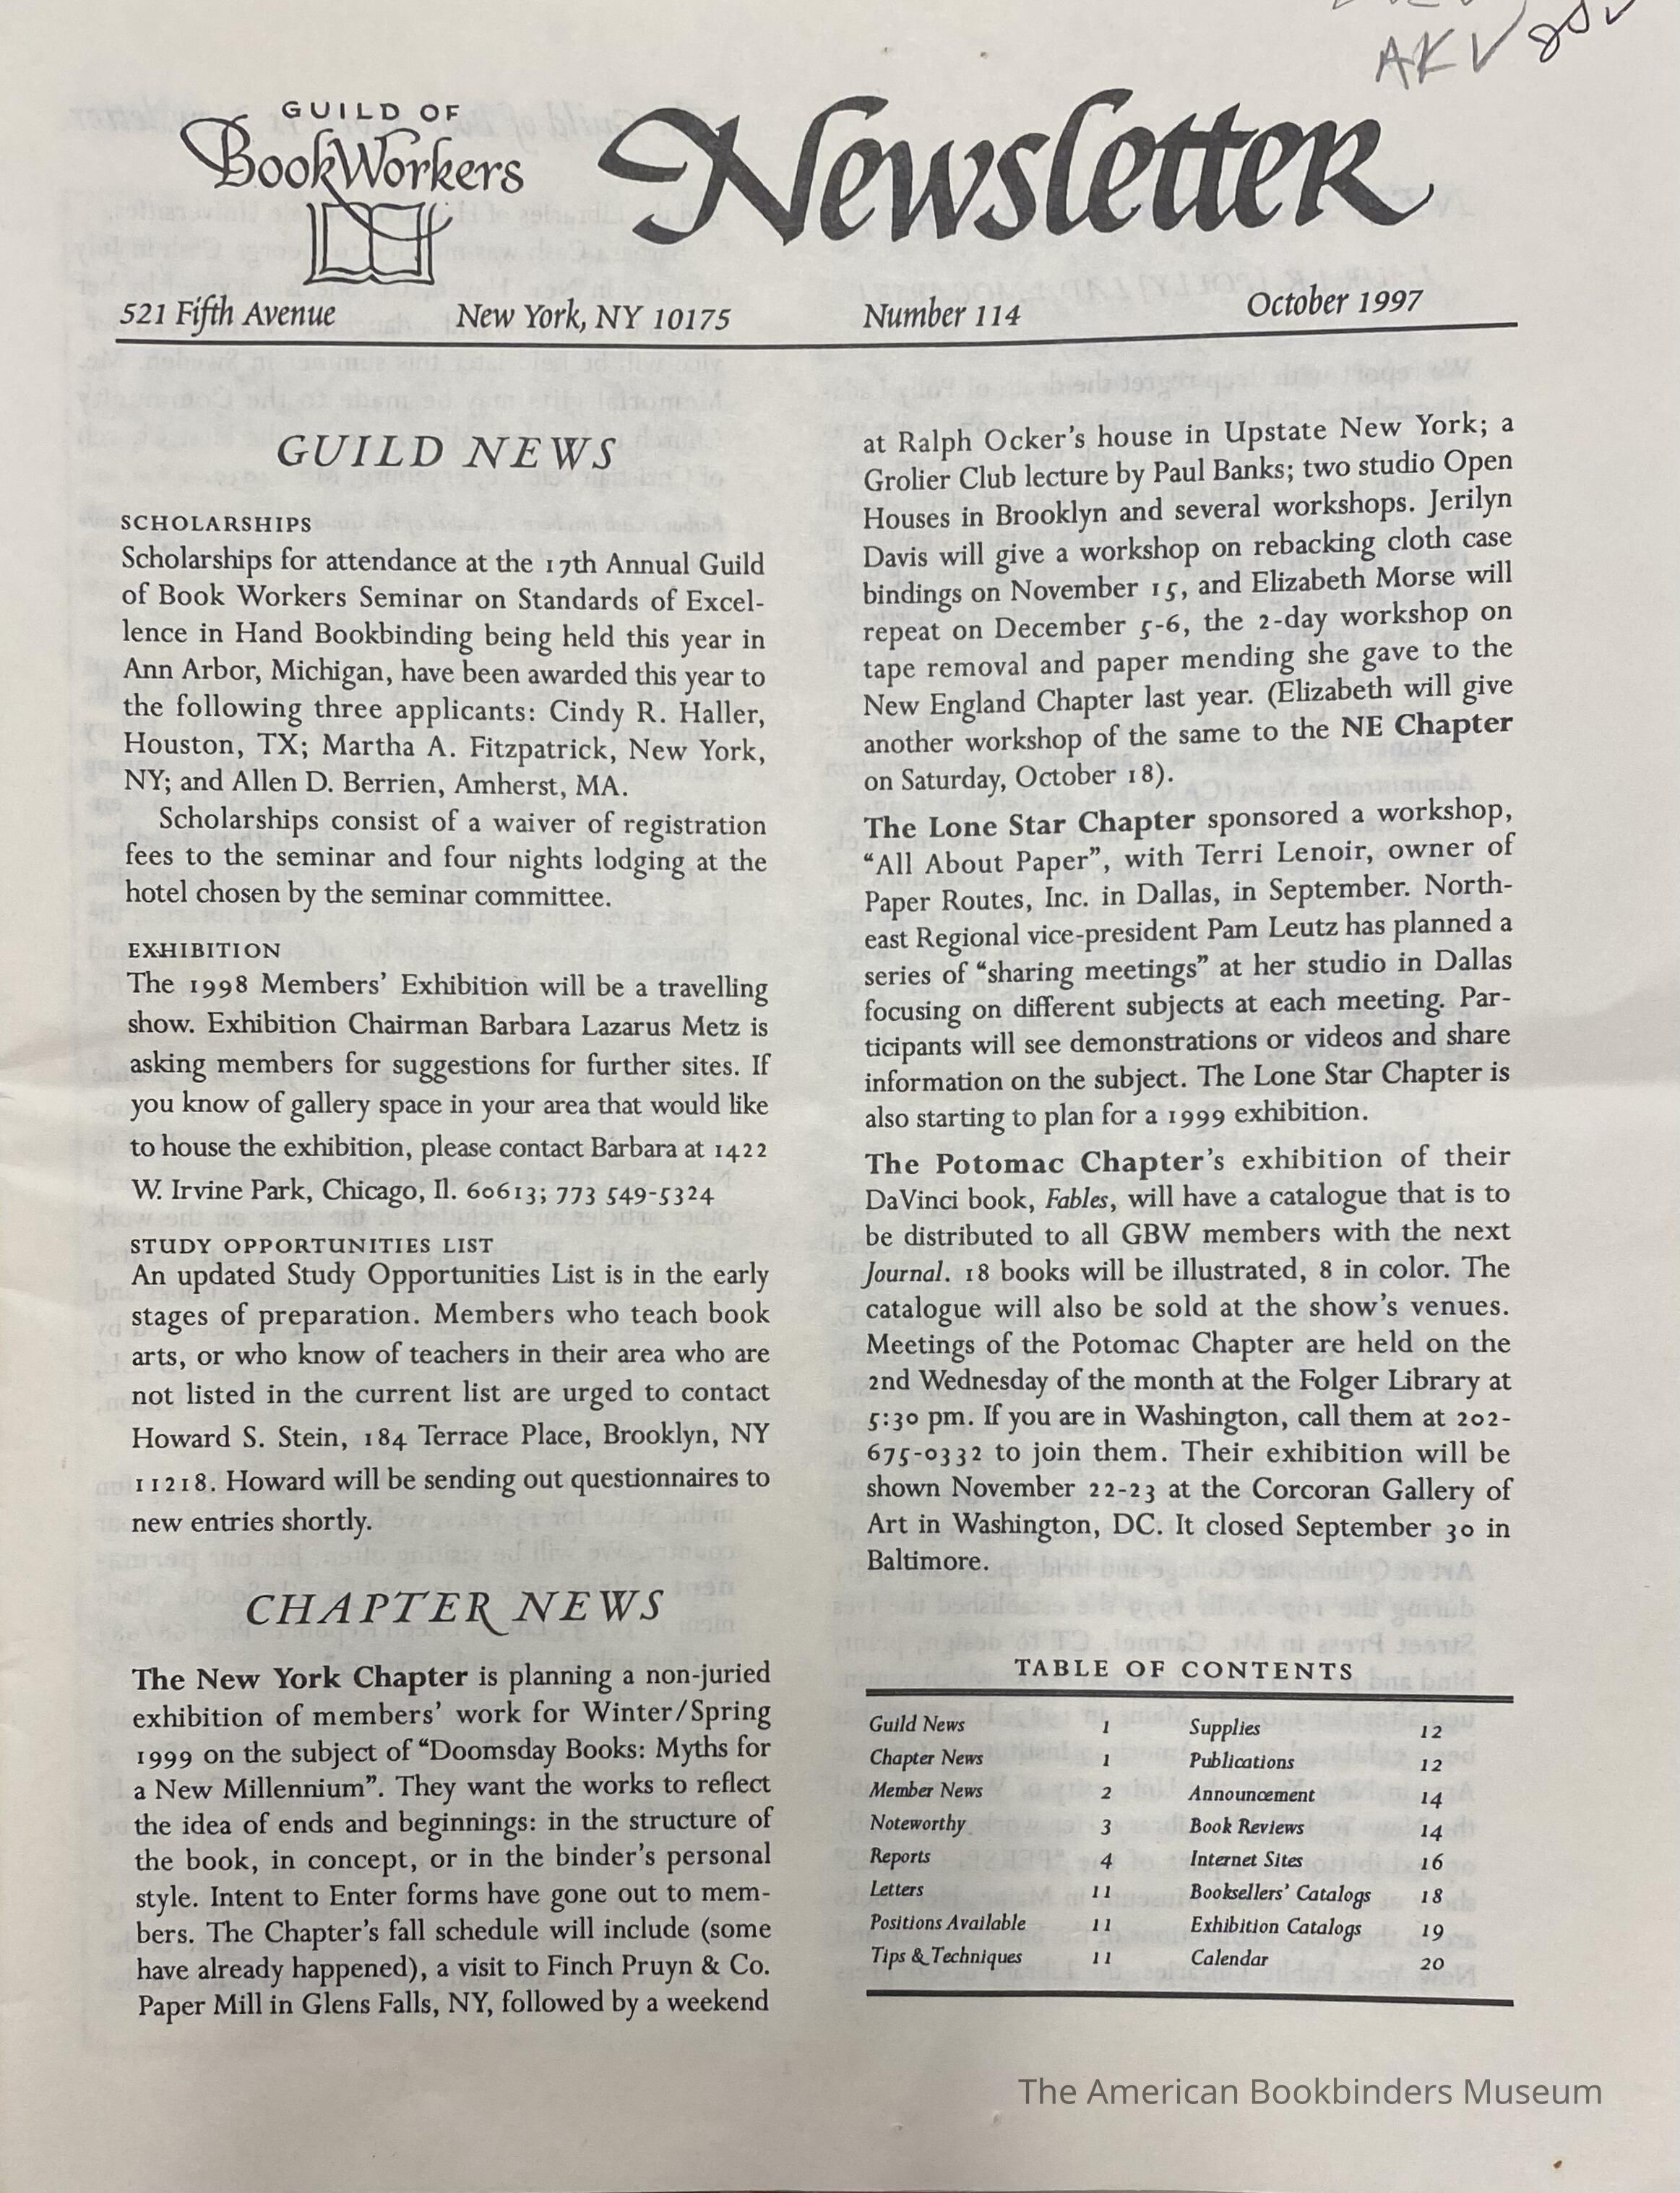 AKV
GUILD OF
BookWorkers
Newsletter
521 Fifth Avenue New York, NY 10175 Number 114 October 1997
GUILD NEWS
SCHOLARSHIPS
Scholarships for attendance at the 17th Annual Guild
of Book Workers Seminar on Standards of Excel-
lence in Hand Bookbinding being held this year in
Ann Arbor, Michigan, have been awarded this year to
the following three applicants: Cindy R. Haller,
Houston, TX; Martha A. Fitzpatrick, New York,
NY; and Allen D. Berrien, Amherst, MA.
Scholarships consist of a waiver of registration
fees to the seminar and four nights lodging at the
hotel chosen by the seminar committee.
EXHIBITION
The 1998 Members' Exhibition will be a travelling
show. Exhibition Chairman Barbara Lazarus Metz is
asking members for suggestions for further sites. If
you know of gallery space in your area that would like
to house the exhibition, please contact Barbara at 1422
W. Irvine Park, Chicago, Il. 60613; 773 549-5324
STUDY OPPORTUNITIES LIST
An updated Study Opportunities List is in the early
stages of preparation. Members who teach book
arts, or who know of teachers in their area who are
not listed in the current list are urged to contact
Howard S. Stein, 184 Terrace Place, Brooklyn, NY
11218. Howard will be sending out questionnaires to
new entries shortly.
CHAPTER NEWS
The New York Chapter is planning a non-juried
exhibition of members' work for Winter/Spring
1999 on the subject of "Doomsday Books: Myths for
a New Millennium". They want the works to reflect
the idea of ends and beginnings: in the structure of
the book, in concept, or in the binder's personal
style. Intent to Enter forms have gone out to mem-
bers. The Chapter's fall schedule will include (some
have already happened), a visit to Finch Pruyn & Co.
Paper Mill in Glens Falls, NY, followed by a weekend
at Ralph Ocker's house in Upstate New York; a
Grolier Club lecture by Paul Banks; two studio Open
Houses in Brooklyn and several workshops. Jerilyn
Davis will give a workshop on rebacking cloth case
bindings on November 15, and Elizabeth Morse will
repeat on December 5-6, the 2-day workshop on
tape removal and paper mending she gave to the
New England Chapter last year. (Elizabeth will give
another workshop of the same to the NE Chapter
on Saturday, October 18).
The Lone Star Chapter sponsored a workshop,
"All About Paper", with Terri Lenoir, owner of
Paper Routes, Inc. in Dallas, in September. North-
east Regional vice-president Pam Leutz has planned a
series of "sharing meetings" at her studio in Dallas
focusing on different subjects at each meeting. Par-
ticipants will see demonstrations or videos and share
information on the subject. The Lone Star Chapter is
also starting to plan for a 1999 exhibition.
The Potomac Chapter's exhibition of their
DaVinci book, Fables, will have a catalogue that is to
be distributed to all GBW members with the next
Journal. 18 books will be illustrated, 8 in color. The
catalogue will also be sold at the show's venues.
Meetings of the Potomac Chapter are held on the
2nd Wednesday of the month at the Folger Library at
5:30 pm. If you are in Washington, call them at 202-
675-0332 to join them. Their exhibition will be
shown November 22-23 at the Corcoran Gallery of
Art in Washington, DC. It closed September 30 in
Baltimore.
TABLE OF CONTENTS
Guild News 1 Supplies 12
Chapter News 1 Publications 12
Member News 2 Announcement 14
Noteworthy 3 Book Reviews 14
Reports 4 Internet Sites 16
Letters 11 Booksellers' Catalogs 18
Positions Available 11 Exhibition Catalogs 19
Tips & Techniques 11 Calendar 20
The American Bookbinders Museum